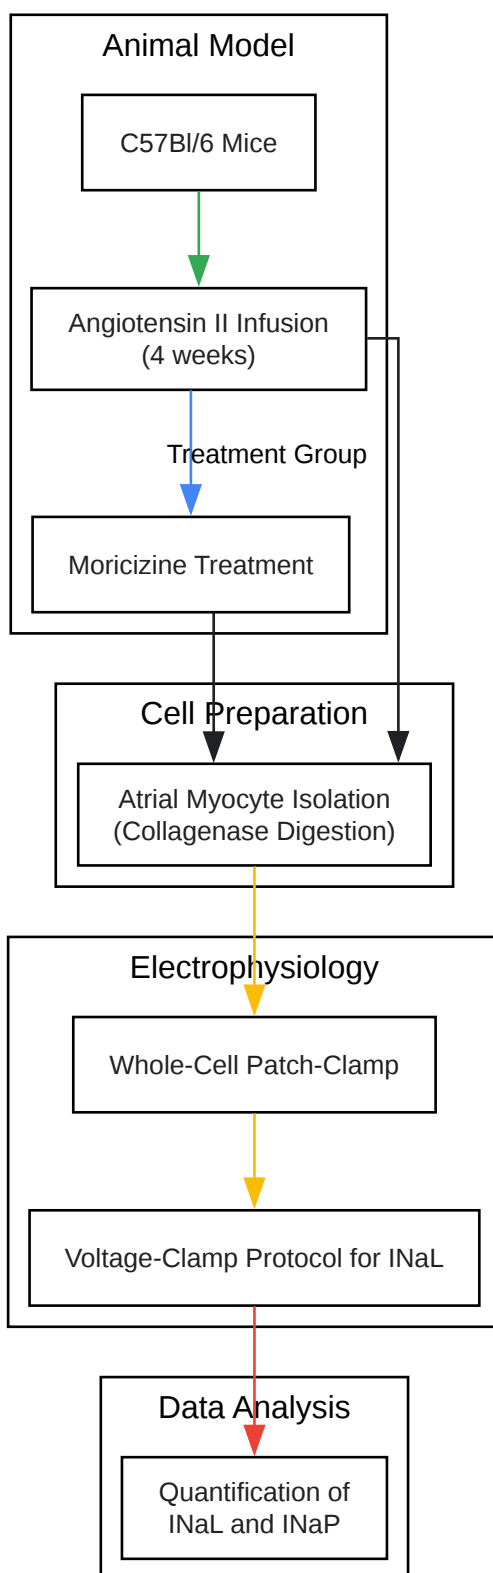 Animal Model
C57Bl/6 Mice
Angiotensin II Infusion
(4 weeks)
Treatment Group
Moricizine Treatment
Cell Preparation
Atrial Myocyte Isolation
(Collagenase Digestion)
Electrophysiology
Whole-Cell Patch-Clamp
Voltage-Clamp Protocol for INaL
Data Analysis
Quantification of
INaL and INaP